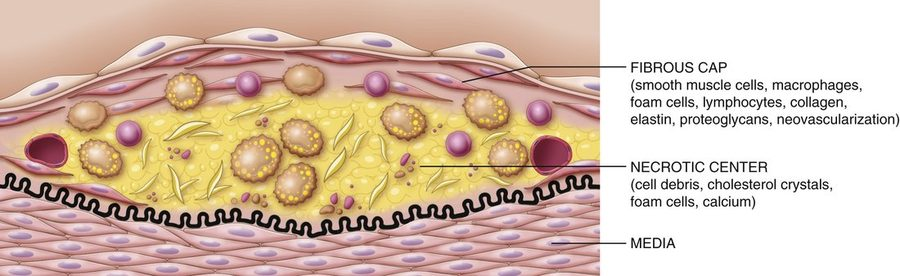 FIBROUS CAP
(smooth muscle cells, macrophages,
foam cells, lymphocytes, collagen,
elastin, proteoglycans, neovascularization)
NECROTIC CENTER
(cell debris, cholesterol crystals,
foam cells, calcium)
MEDIA